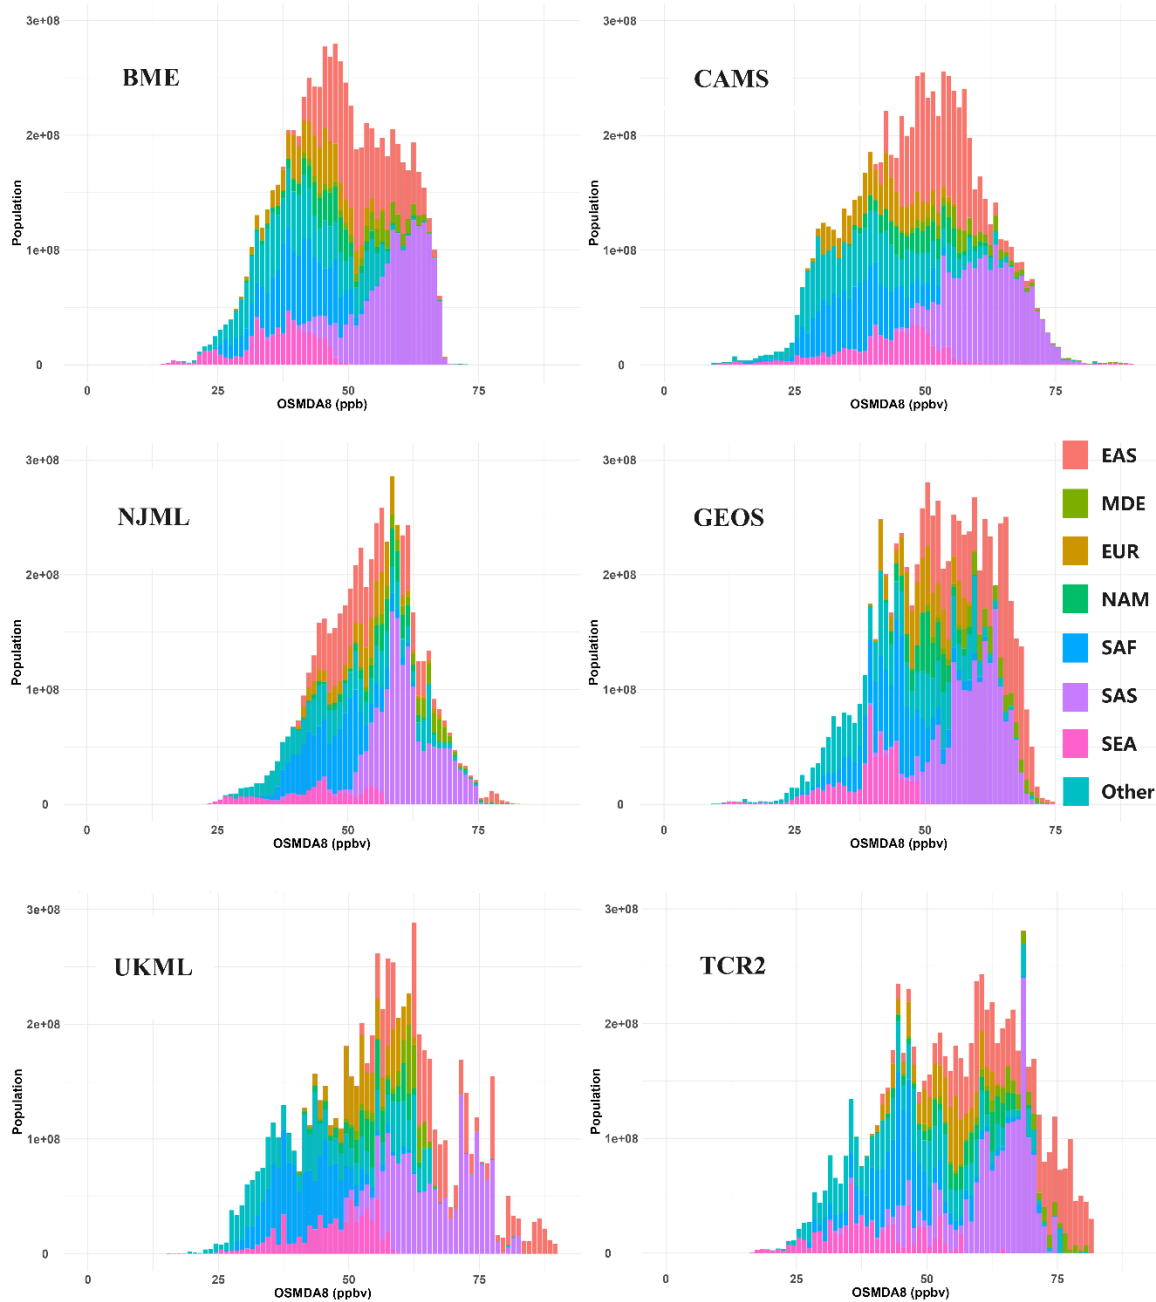 3e+08
2e+08
1e+08
0
Population
BME
0
25
50
75
OSMDA8 (ppb)
3e+08
2e+08
1e+08
0
Population
CAMS
0
25
50
75
OSMDA8 (ppbv)
3e+08
2e+08
1e+08
0
Population
NJML
0
25
50
75
OSMDA8 (ppbv)
3e+08
2e+08
1e+08
0
Population
GEOS
0
25
50
75
OSMDA8 (ppbv)
EAS
MDE
EUR
NAM
SAF
SAS
SEA
Other
3e+08
2e+08
1e+08
0
Population
UKML
0
25
50
75
OSMDA8 (ppbv)
3e+08
2e+08
1e+08
0
Population
TCR2
0
25
50
75
OSMDA8 (ppbv)